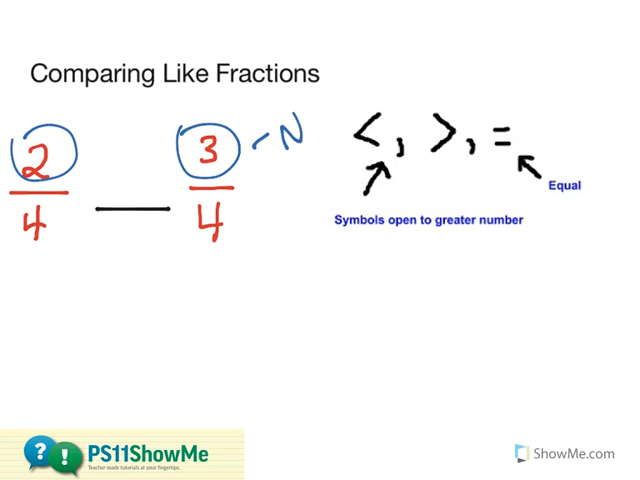 Comparing Like Fractions
2/4 ___ 3/4 - N
<, >, =
Equal
Symbols open to greater number
? !
PS11ShowMe
Teacher-made tutorials at your fingertips.
ShowMe.com